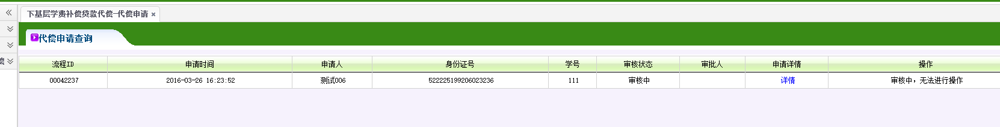 下基层学费补偿贷款代偿-代偿申请 ×
代偿申请查询
流程ID 申请时间 申请人 身份证号 学号 审核状态 审批人 申请详情 操作
00042237 2016-03-26 16:23:52 测试006 522225199206023236 111 审核中 详情 审核中，无法进行操作
偿